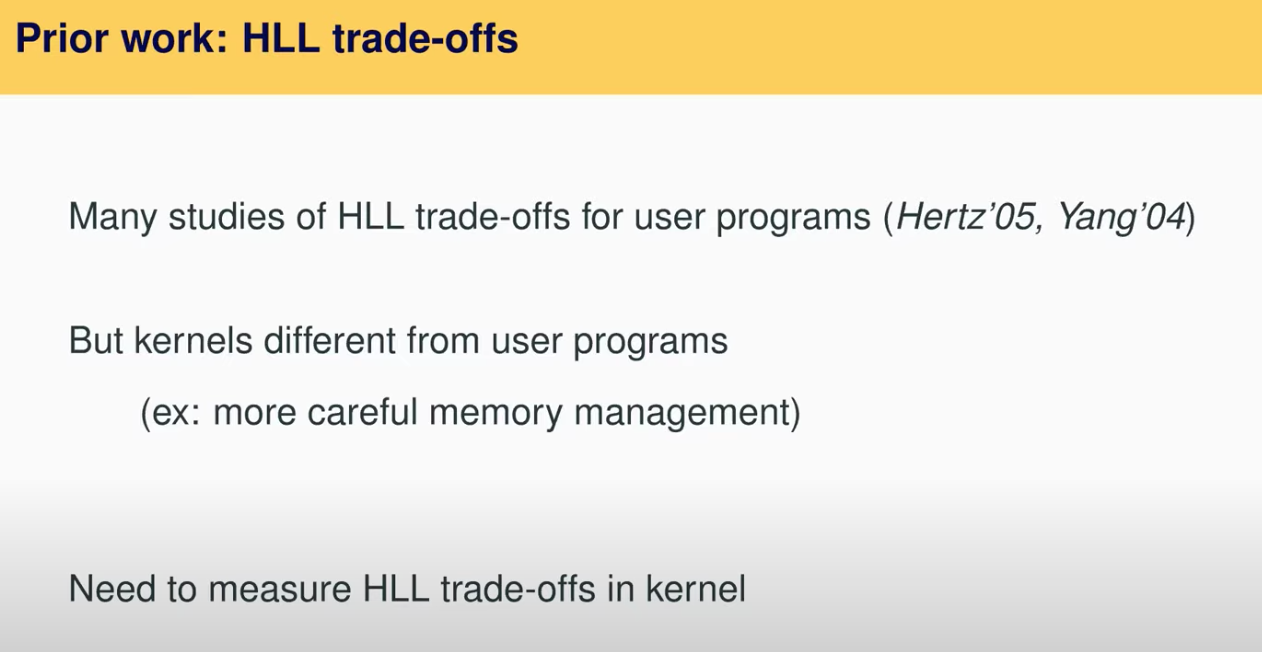 Prior work: HLL trade-offs
Many studies of HLL trade-offs for user programs (Hertz'05, Yang'04)
But kernels different from user programs
(ex: more careful memory management)
Need to measure HLL trade-offs in kernel